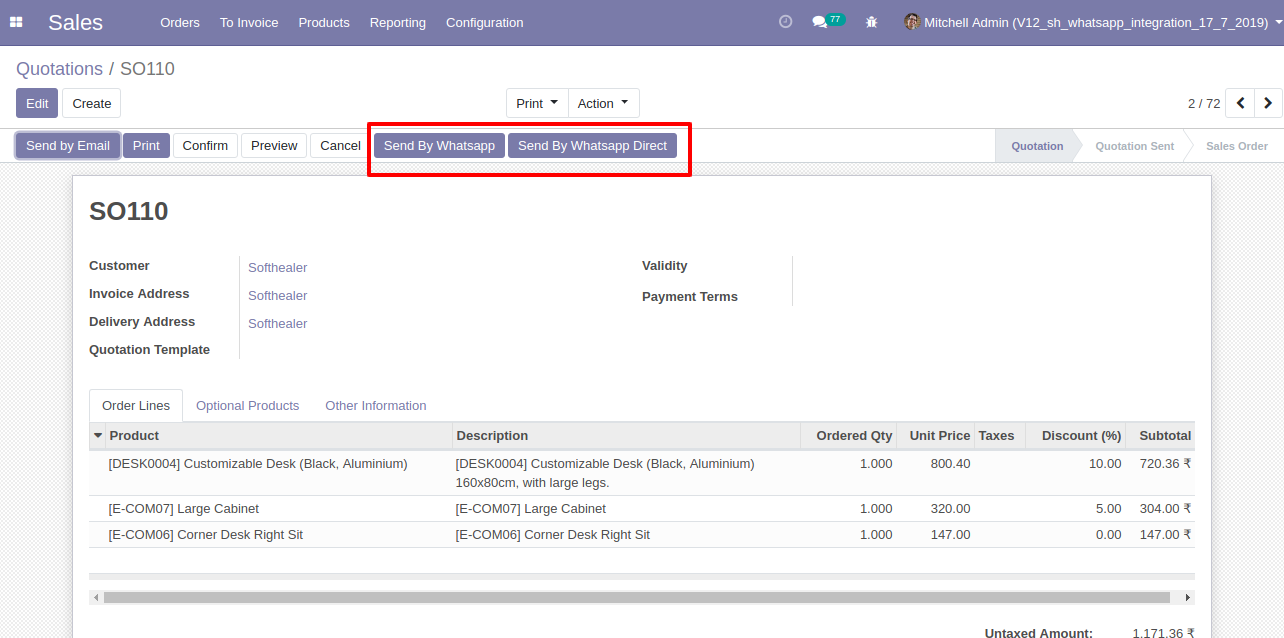 Sales Orders To Invoice Products Reporting Configuration 77 Mitchell Admin (V12_sh_whatsapp_integration_17_7_2019)
Quotations / SO110
Edit Create Print Action 2 / 72
Send by Email Print Confirm Preview Cancel Send By Whatsapp Send By Whatsapp Direct Quotation Quotation Sent Sales Order
SO110
Customer Softhealer Validity
Invoice Address Softhealer Payment Terms
Delivery Address Softhealer
Quotation Template
Order Lines Optional Products Other Information
Product Description Ordered Qty Unit Price Taxes Discount (%) Subtotal
[DESK0004] Customizable Desk (Black, Aluminium) [DESK0004] Customizable Desk (Black, Aluminium) 1.000 800.40 10.00 720.36 ₹
160x80cm, with large legs.
[E-COM07] Large Cabinet [E-COM07] Large Cabinet 1.000 320.00 5.00 304.00 ₹
[E-COM06] Corner Desk Right Sit [E-COM06] Corner Desk Right Sit 1.000 147.00 0.00 147.00 ₹
Untaxed Amount: 1,171.36 ₹